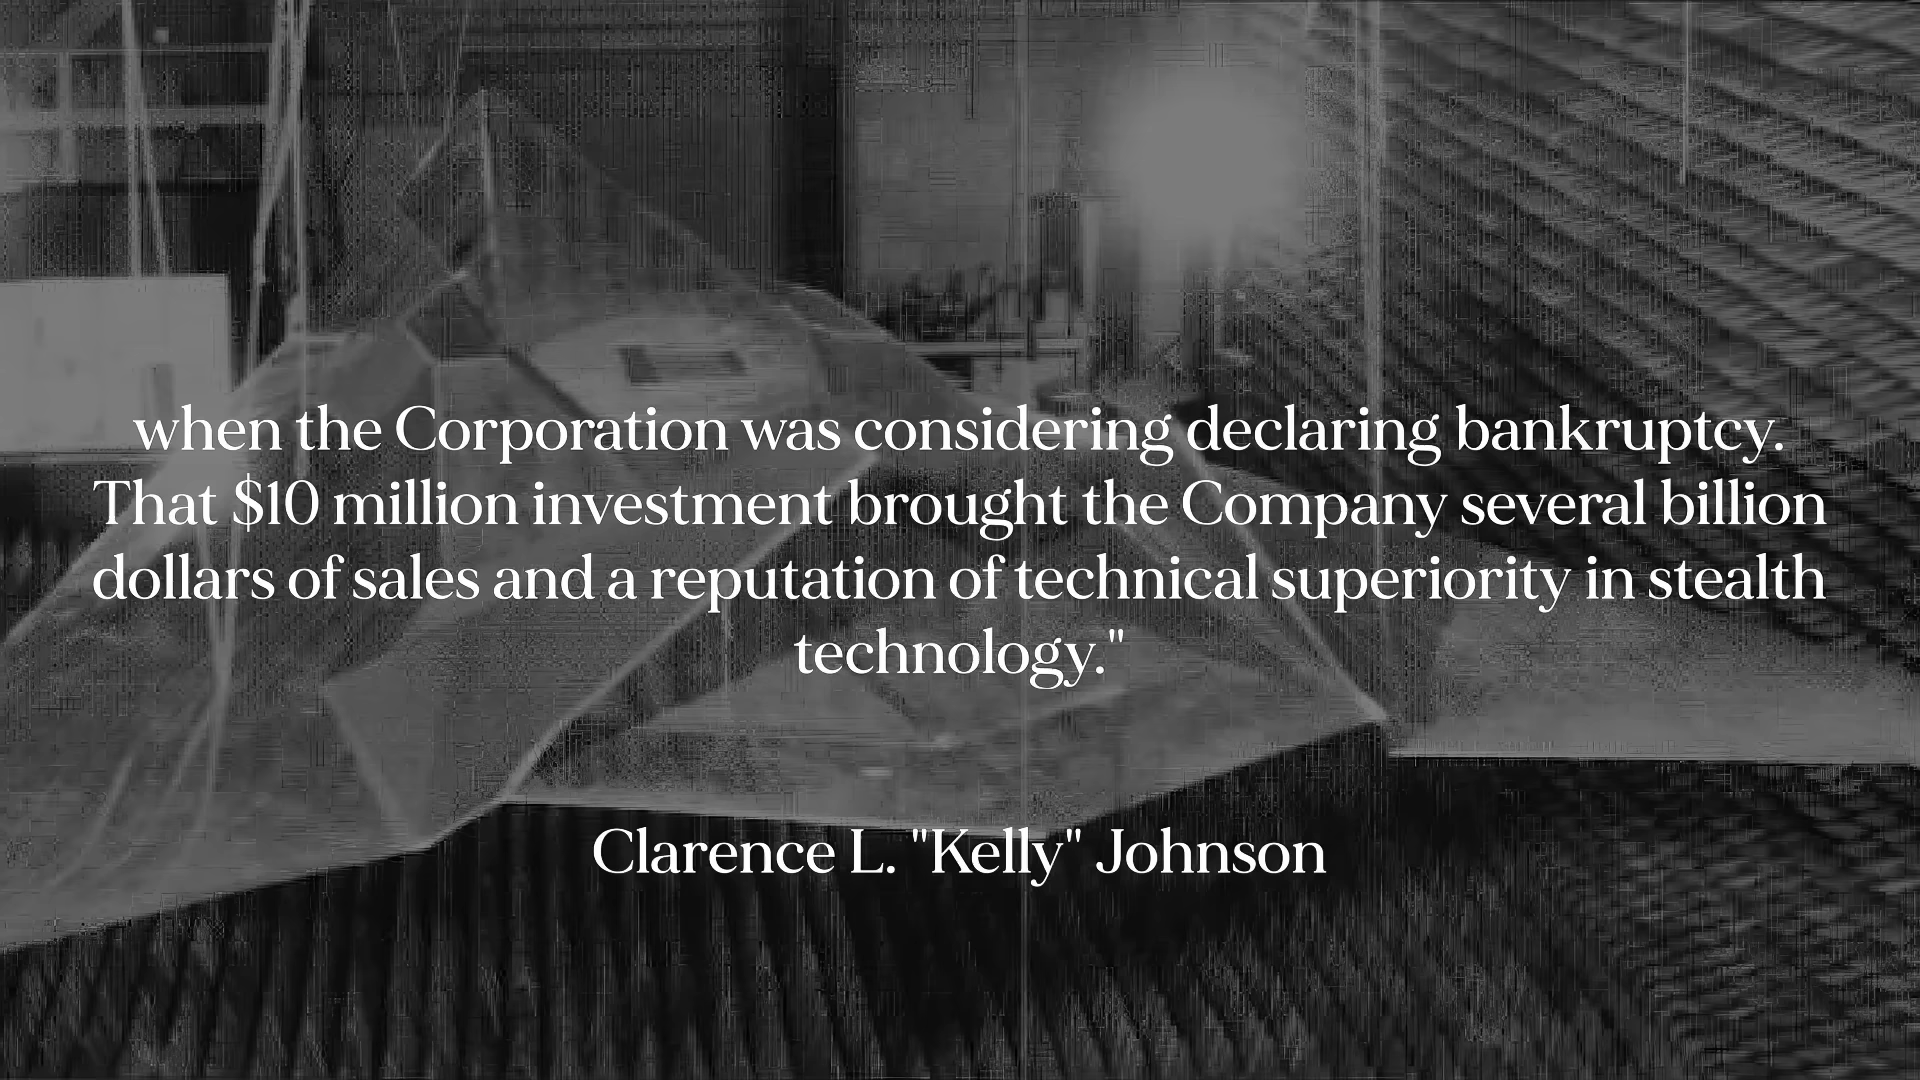 when the Corporation was considering declaring bankruptcy.
That $10 million investment brought the Company several billion
dollars of sales and a reputation of technical superiority in stealth
technology."
Clarence L. "Kelly" Johnson